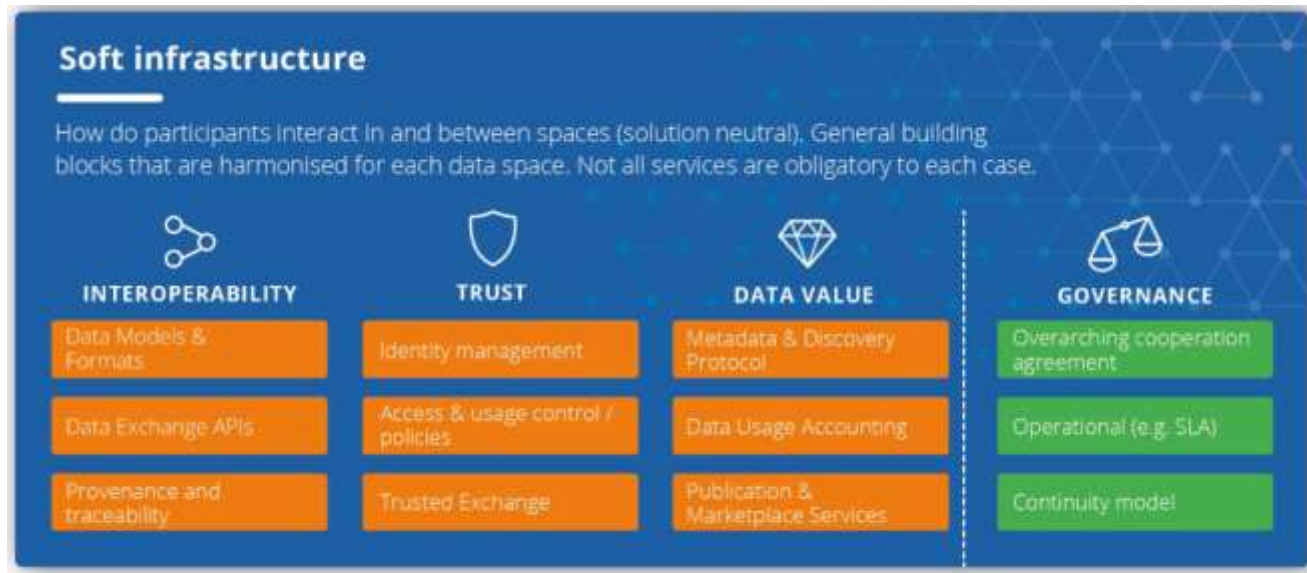 Soft infrastructure
How do participants interact in and between spaces (solution neutral). General building
blocks that are harmonised for each data space. Not all services are obligatory to each case.
INTEROPERABILITY
Data Models &
Formats
Data Exchange APIs
Provenance and
traceability
TRUST
Identity management
Access & usage control /
policies
Trusted Exchange
DATA VALUE
Metadata & Discovery
Protocol
Data Usage Accounting
Publication &
Marketplace Services
GOVERNANCE
Overarching cooperation
agreement
Operational (e.g. SLA)
Continuity model